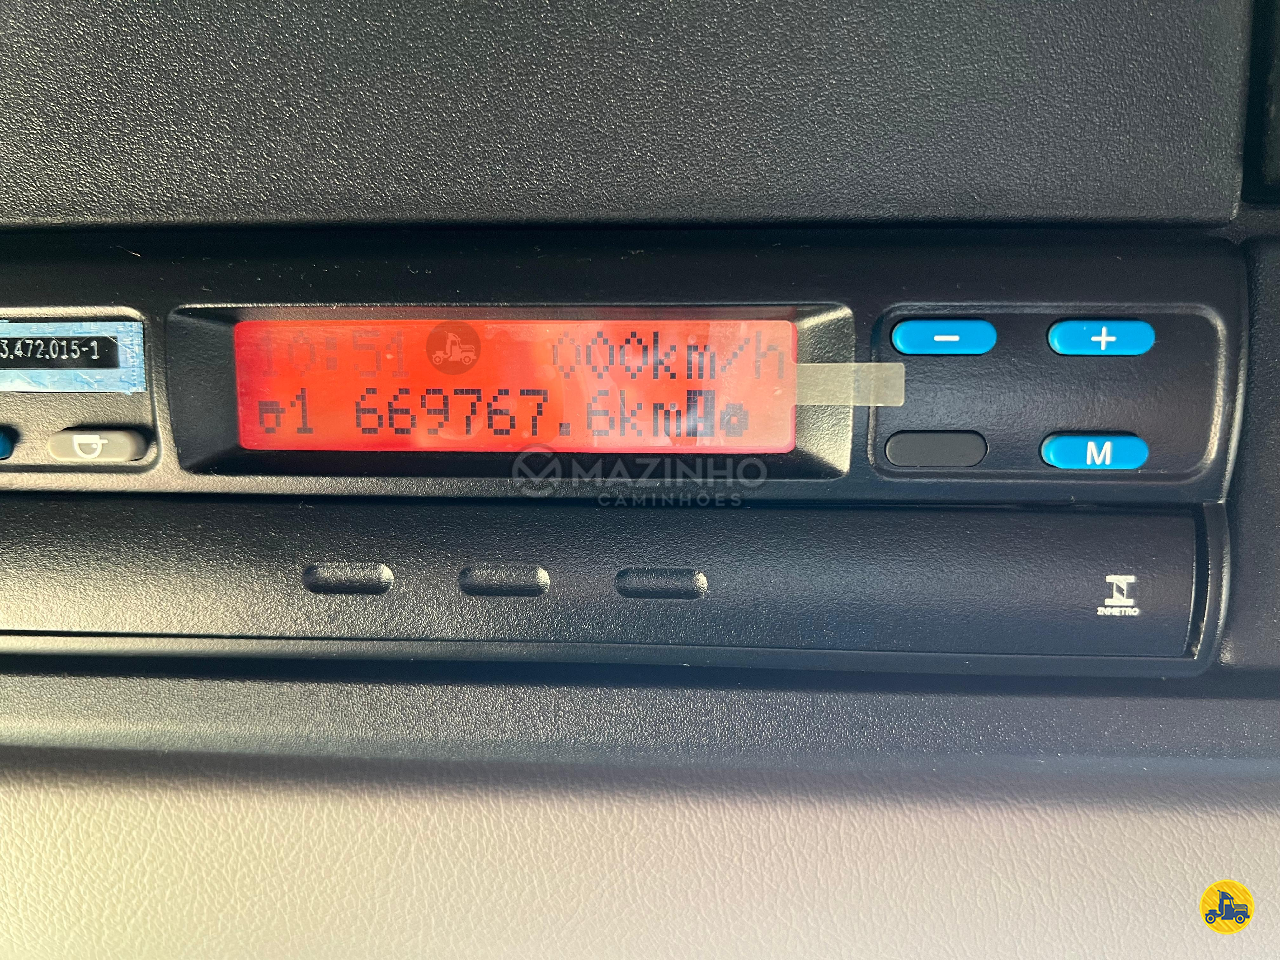 3.472.015-1
10:51 000km/h
1 669767.6km
- +
M
MAZINHO
CAMINHÕES
INMETRO